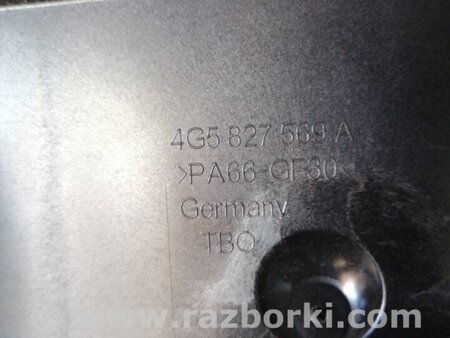 4G5 827 569 A
>PA66-GF30<
Germany
TBO
www.razborki.com